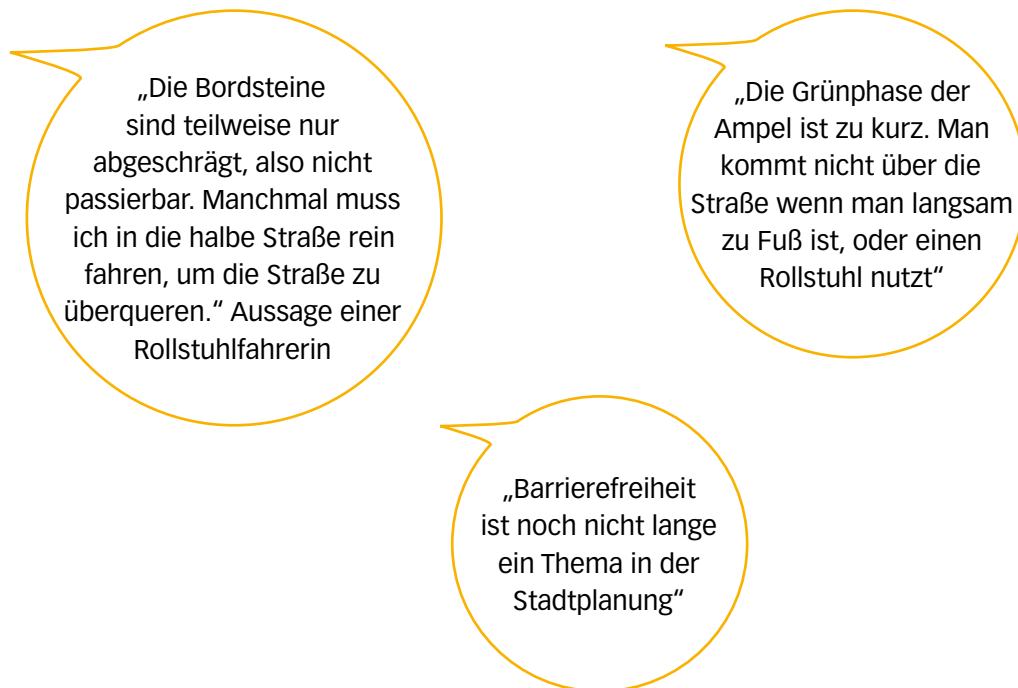 „Die Bordsteine
sind teilweise nur
abgeschrägt, also nicht
passierbar. Manchmal muss
ich in die halbe Straße rein
fahren, um die Straße zu
überqueren.“ Aussage einer
Rollstuhlfahrerin
„Die Grünphase der
Ampel ist zu kurz. Man
kommt nicht über die
Straße wenn man langsam
zu Fuß ist, oder einen
Rollstuhl nutzt“
„Barrierefreiheit
ist noch nicht lange
ein Thema in der
Stadtplanung“